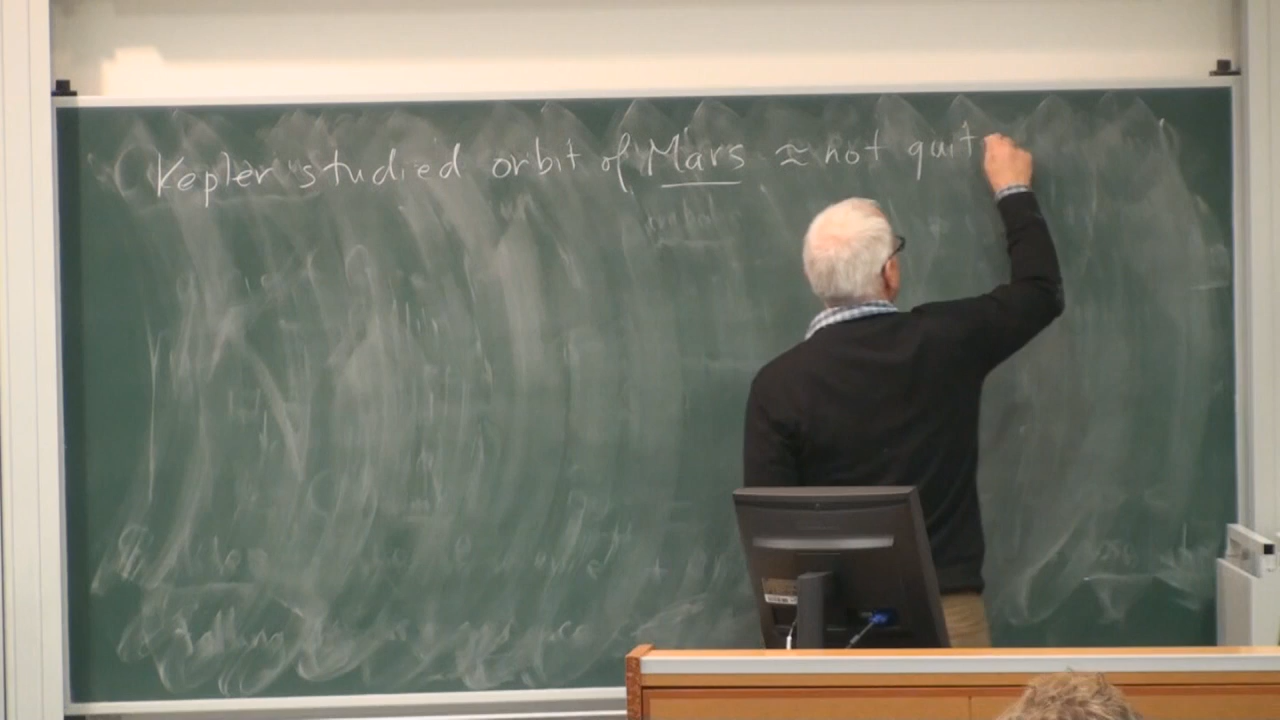 Kepler studied orbit of Mars ≈ not quit